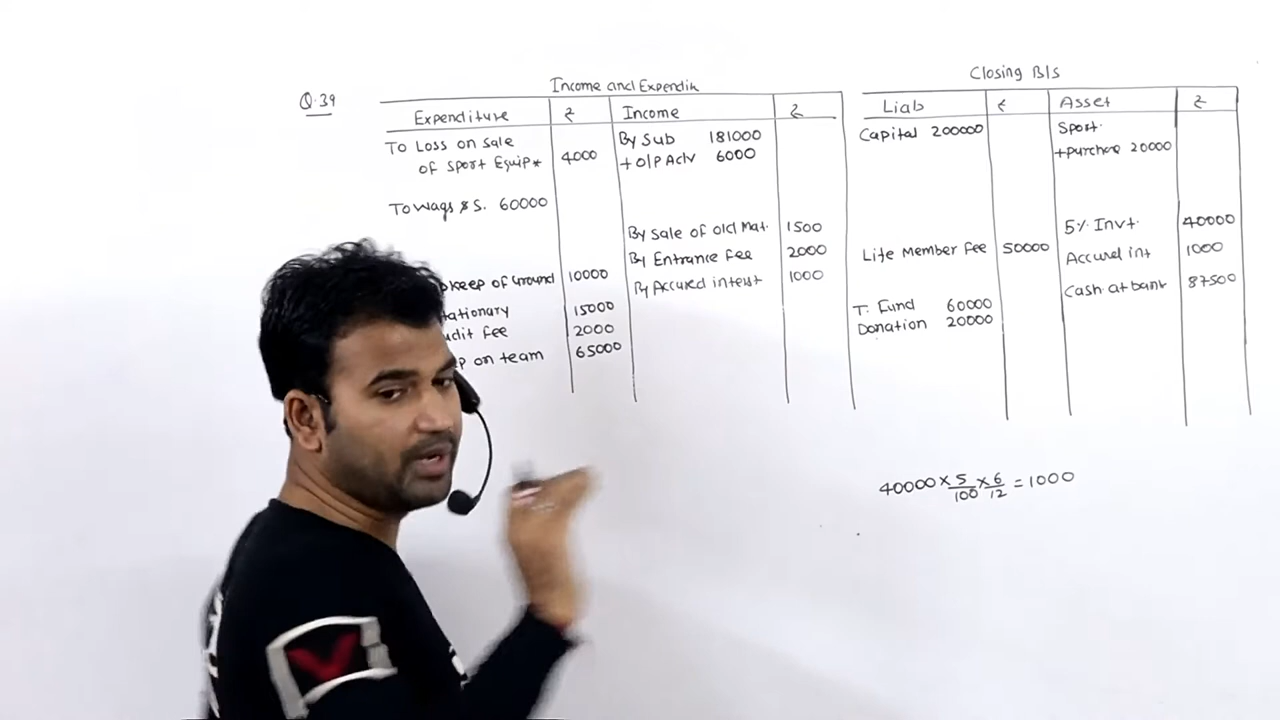 Q.39
Income and Expendit
Expenditure ₹ Income ₹
To Loss on sale
of Sport Equip* 4000
To Wags & S. 60000
keep of Ground 10000
tationary 15000
udit fee 2000
p on team 65000
By Sub 181000
+ O/P Adv 6000
By Sale of old Mat. 1500
By Entrance fee 2000
By Accured interst 1000
Closing B/s
Liab ₹ Asset ₹
Capital 200000
Life Member fee 50000
T. Fund 60000
Donation 20000
Sport.
+purchase 20000
5% Invt. 40000
Accured int 1000
Cash at bank 87500
40000 × 5/100 × 6/12 = 1000